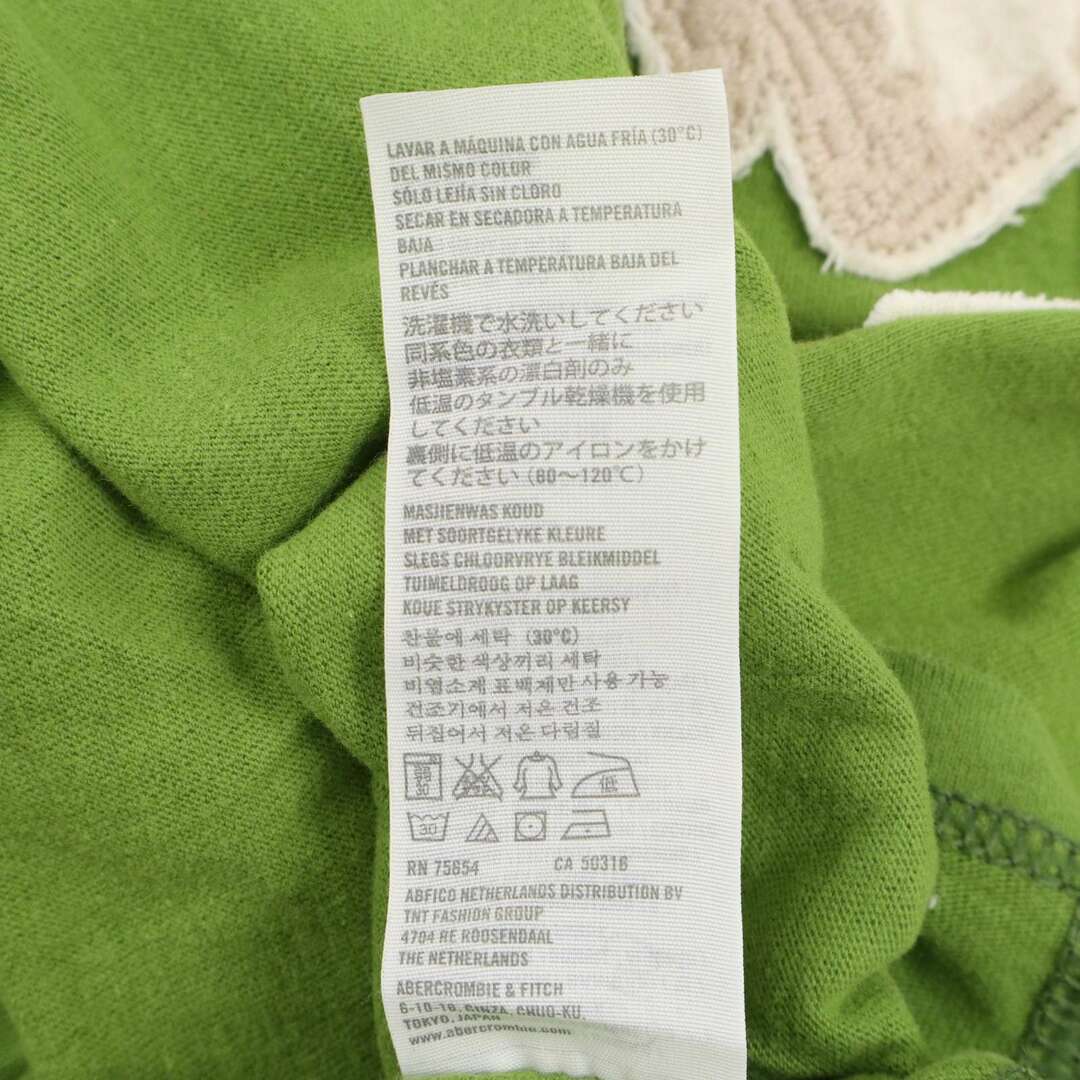 LAVAR A MÁQUINA CON AGUA FRÍA (30°C)
DEL MISMO COLOR
SÓLO LEJÍA SIN CLORO
SECAR EN SECADORA A TEMPERATURA
BAJA
PLANCHAR A TEMPERATURA BAJA DEL
REVÉS
洗濯機で水洗いしてください
同系色の衣類と一緒に
非塩素系の漂白剤のみ
低温のタンブル乾燥機を使用
してください
裏側に低温のアイロンをかけ
てください (80〜120℃)
MASJIENWAS KOUD
MET SOORTGELYKE KLEURE
SLEGS CHLOORVRYE BLEIKMIDDEL
TUIMELDROOG OP LAAG
KOUE STRYKYSTER OP KEERSY
찬물에 세탁 (30°C)
비슷한 색상끼리 세탁
비염소계 표백제만 사용 가능
건조기에서 저온 건조
뒤집어서 저온 다림질
低
30
RN 75654 CA 50316
ABFICO NETHERLANDS DISTRIBUTION BV
TNT FASHION GROUP
4704 RE ROOSENDAAL
THE NETHERLANDS
ABERCROMBIE & FITCH
6-10-16, GINZA, CHUO-KU,
TOKYO, JAPAN
www.abercrombie.com